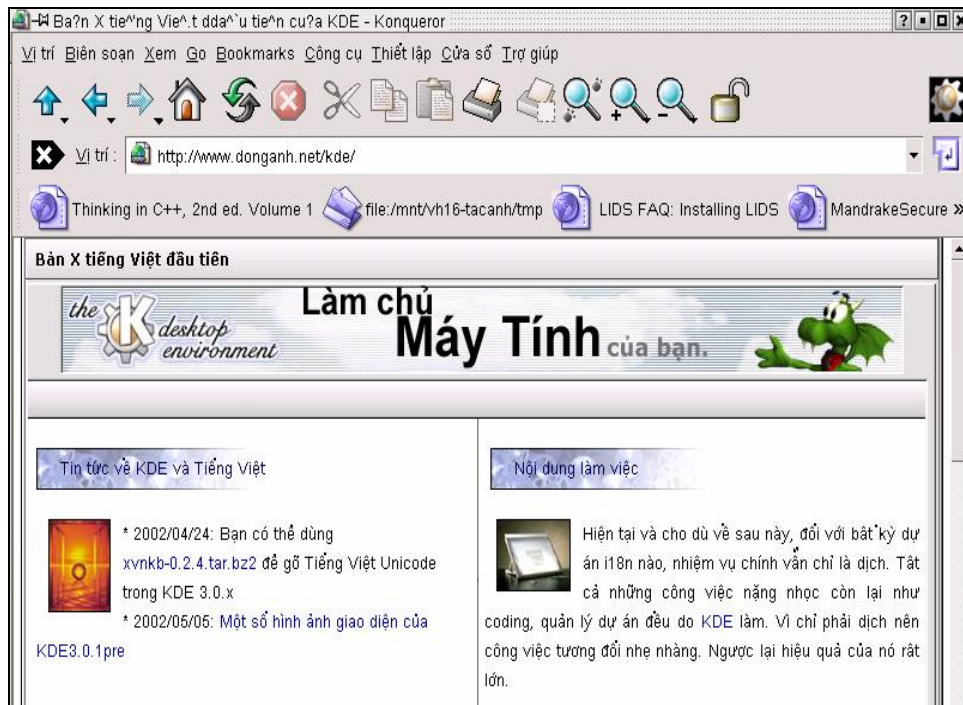 Ba?n X tie^'ng Vie^.t dda^`u tie^n cu?a KDE - Konqueror
Vị trí Biên soạn Xem Go Bookmarks Công cụ Thiết lập Cửa sổ Trợ giúp
Vị trí : http://www.donganh.net/kde/
Thinking in C++, 2nd ed. Volume 1 file:/mnt/vh16-tacanh/tmp LIDS FAQ: Installing LIDS MandrakeSecure »
Bản X tiếng Việt đầu tiên
the K desktop environment
Làm chủ
Máy Tính của bạn.
Tin tức về KDE và Tiếng Việt
* 2002/04/24: Bạn có thể dùng
xvnkb-0.2.4.tar.bz2 để gõ Tiếng Việt Unicode
trong KDE 3.0.x
* 2002/05/05: Một số hình ảnh giao diện của
KDE3.0.1pre
Nội dung làm việc
Hiện tại và cho dù về sau này, đối với bất kỳ dự
án i18n nào, nhiệm vụ chính vẫn chỉ là dịch. Tất
cả những công việc nặng nhọc còn lại như
coding, quản lý dự án đều do KDE làm. Vì chỉ phải dịch nên
công việc tương đối nhẹ nhàng. Ngược lại hiệu quả của nó rất
lớn.